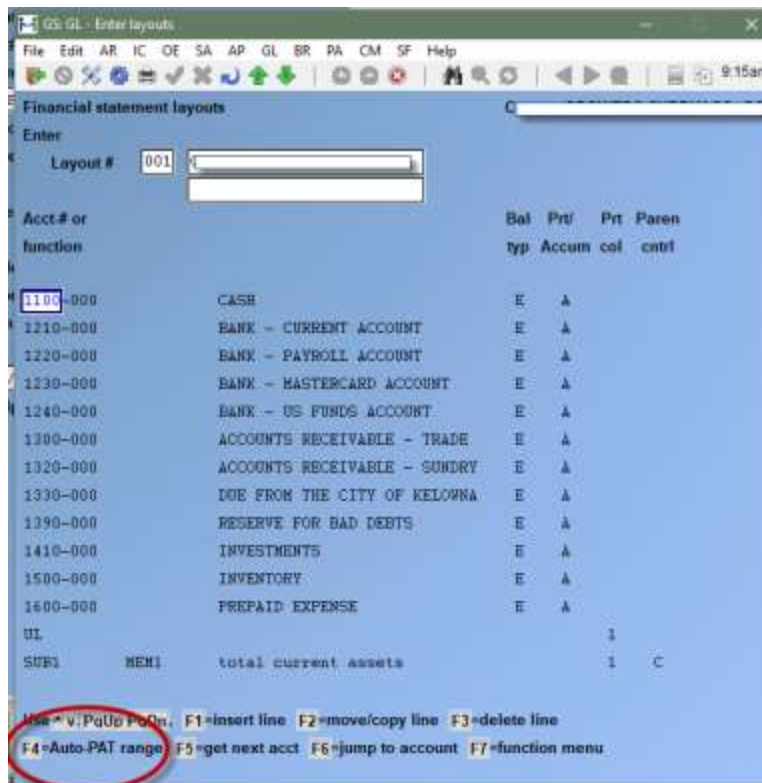 GS: GL - Enter layouts
File Edit AR IC OE SA AP GL BR PA CM SF Help
9:15am
Financial statement layouts
Enter
Layout # 001
Acct-# or Bal Prt/ Prt Paren
function typ Accum col cntrl
1100-000 CASH E A
1210-000 BANK - CURRENT ACCOUNT E A
1220-000 BANK - PAYROLL ACCOUNT E A
1230-000 BANK - MASTERCARD ACCOUNT E A
1240-000 BANK - US FUNDS ACCOUNT E A
1300-000 ACCOUNTS RECEIVABLE - TRADE E A
1320-000 ACCOUNTS RECEIVABLE - SUNDRY E A
1330-000 DUE FROM THE CITY OF KELOWNA E A
1390-000 RESERVE FOR BAD DEBTS E A
1410-000 INVESTMENTS E A
1500-000 INVENTORY E A
1600-000 PREPAID EXPENSE E A
UL 1
SUB1 MEM1 total current assets 1 C
Use ^ v, PgUp PgDn, F1=insert line F2=move/copy line F3=delete line
F4=Auto-PAT range F5=get next acct F6=jump to account F7=function menu